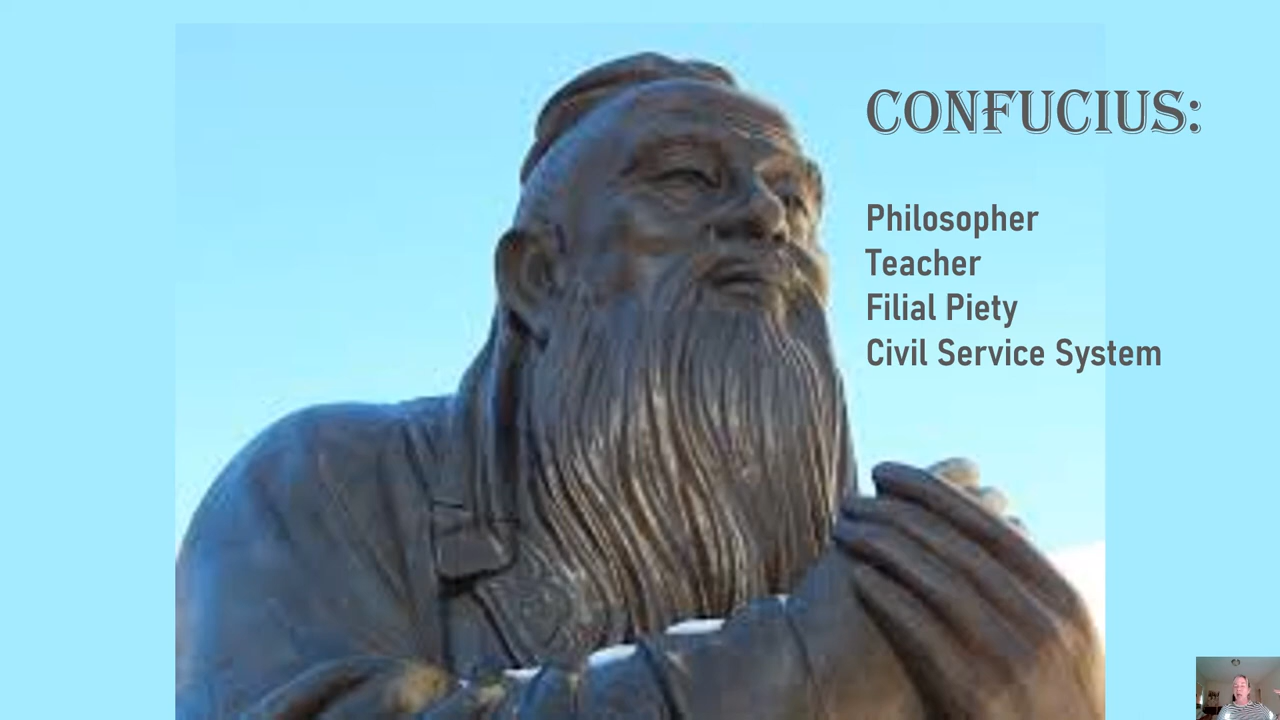 CONFUCIUS:
Philosopher
Teacher
Filial Piety
Civil Service System